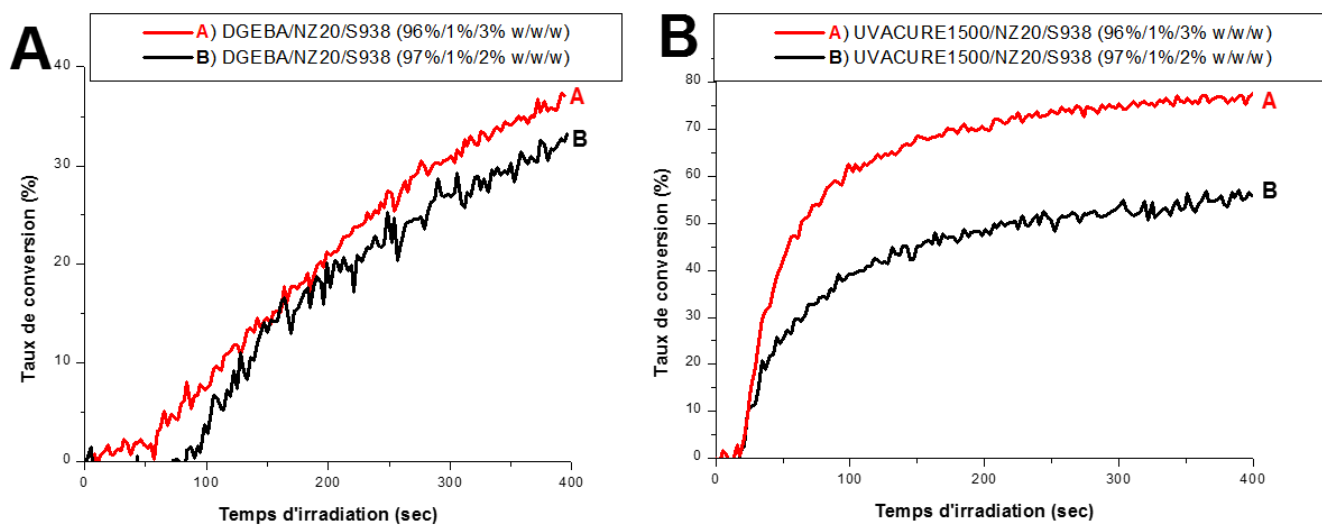 A
A) DGEBA/NZ20/S938 (96%/1%/3% w/w/w)
B) DGEBA/NZ20/S938 (97%/1%/2% w/w/w)
40
30
20
10
0
Taux de conversion (%)
A
B
0 100 200 300 400
Temps d'irradiation (sec)
B
A) UVACURE1500/NZ20/S938 (96%/1%/3% w/w/w)
B) UVACURE1500/NZ20/S938 (97%/1%/2% w/w/w)
80
70
60
50
40
30
20
10
0
Taux de conversion (%)
A
B
0 100 200 300 400
Temps d'irradiation (sec)